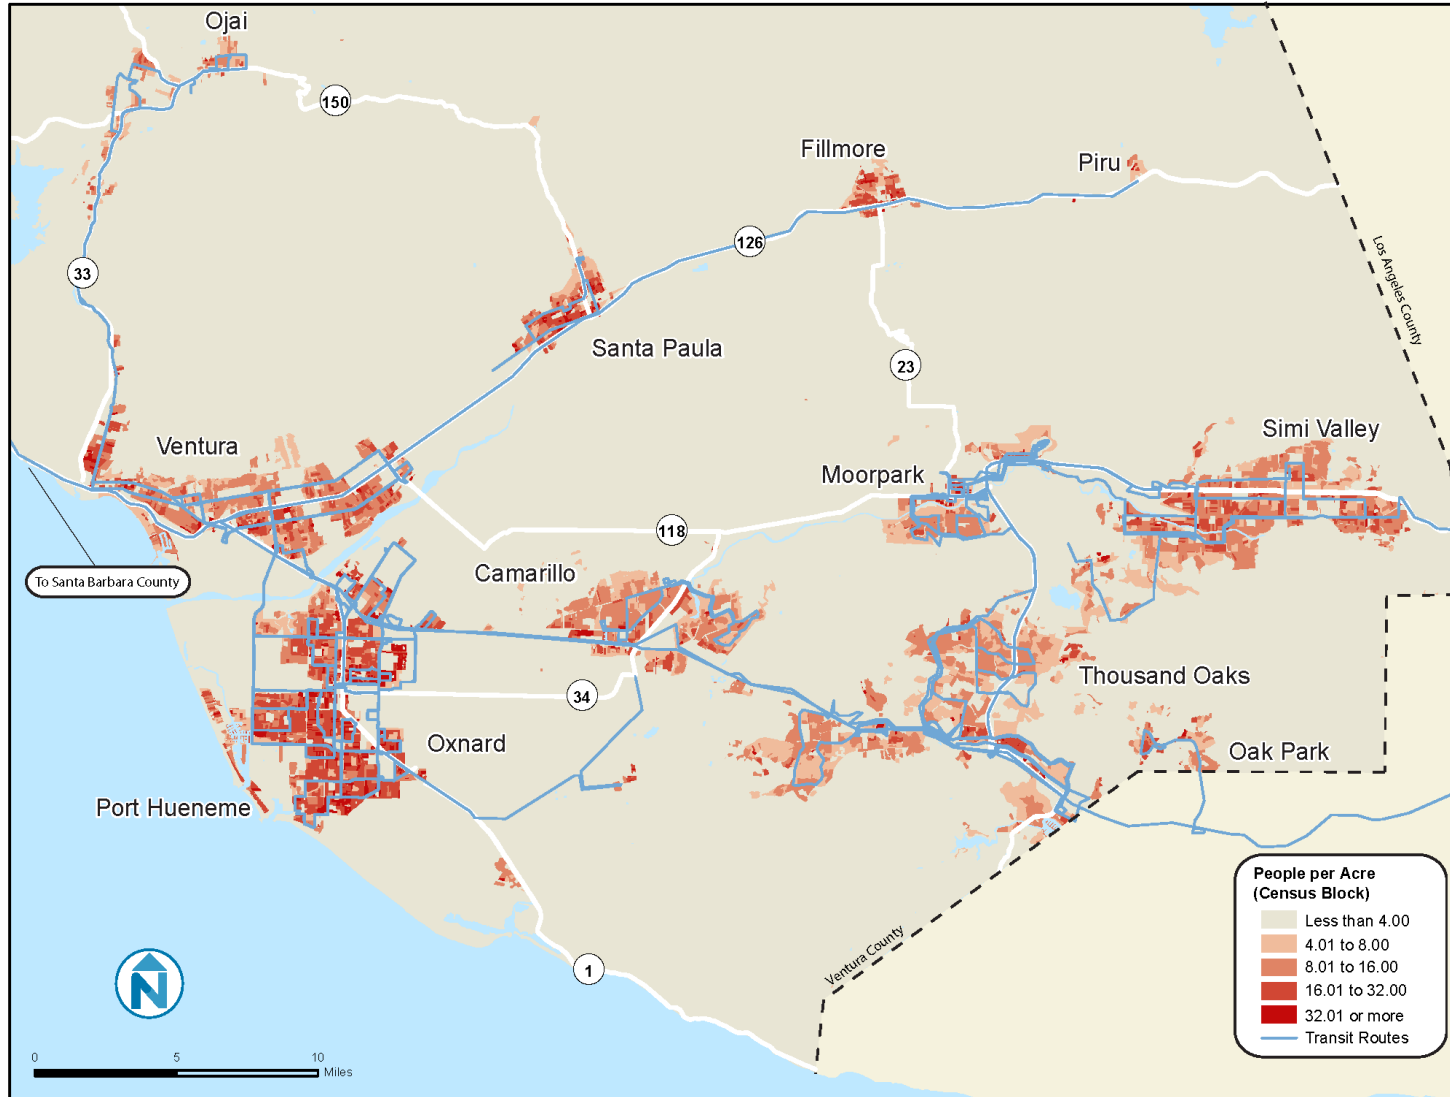 Ojai
150
Fillmore
Piru
126
33
Los Angeles County
Santa Paula
23
Simi Valley
Ventura
Moorpark
118
Camarillo
To Santa Barbara County
Thousand Oaks
34
Oxnard
Oak Park
Port Hueneme
People per Acre
(Census Block)
Less than 4.00
4.01 to 8.00
8.01 to 16.00
16.01 to 32.00
32.01 or more
Transit Routes
Ventura County
1
N
0 5 10
Miles